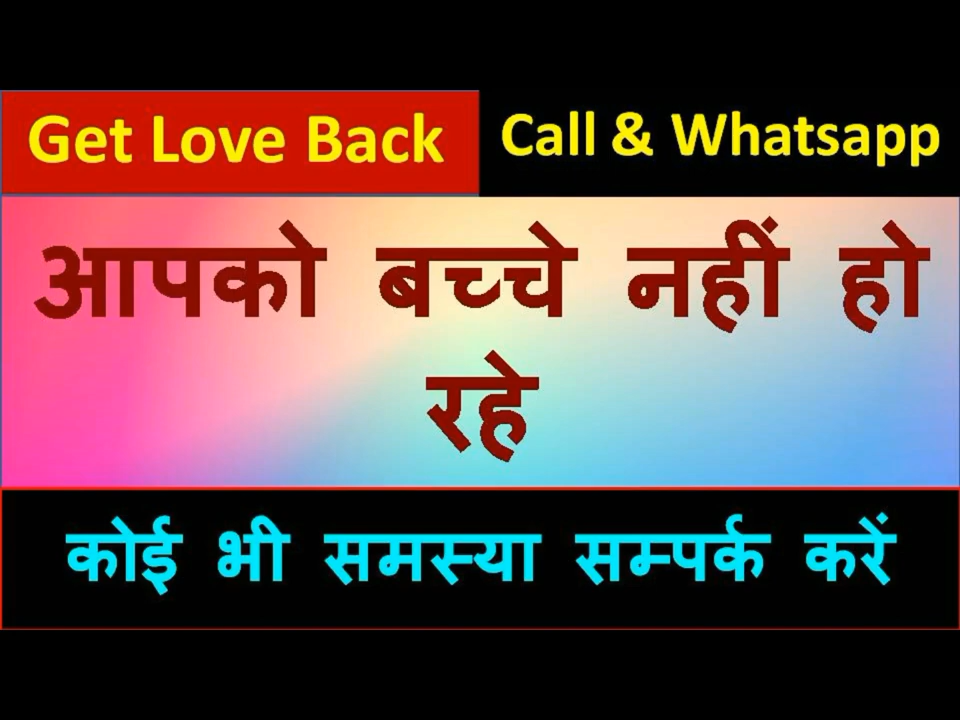 Get Love Back
Call & Whatsapp
आपको बच्चे नहीं हो
रहे
कोई भी समस्या सम्पर्क करें